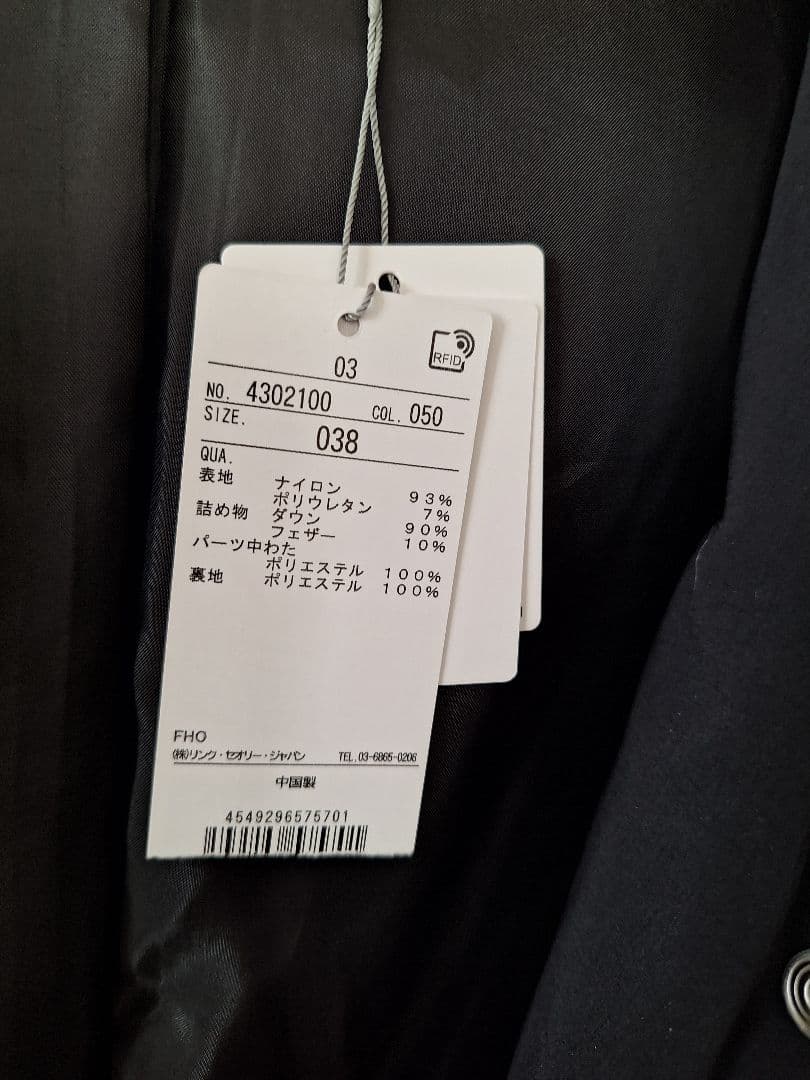 RFID
03
NO. 4302100 COL. 050
SIZE. 038
QUA.
表地 ナイロン 93%
ポリウレタン 7%
詰め物 ダウン 90%
フェザー 10%
パーツ中わた
ポリエステル 100%
裏地 ポリエステル 100%
FHO
(株)リンク・セオリー・ジャパン TEL.03-6865-0206
中国製
4549296575701